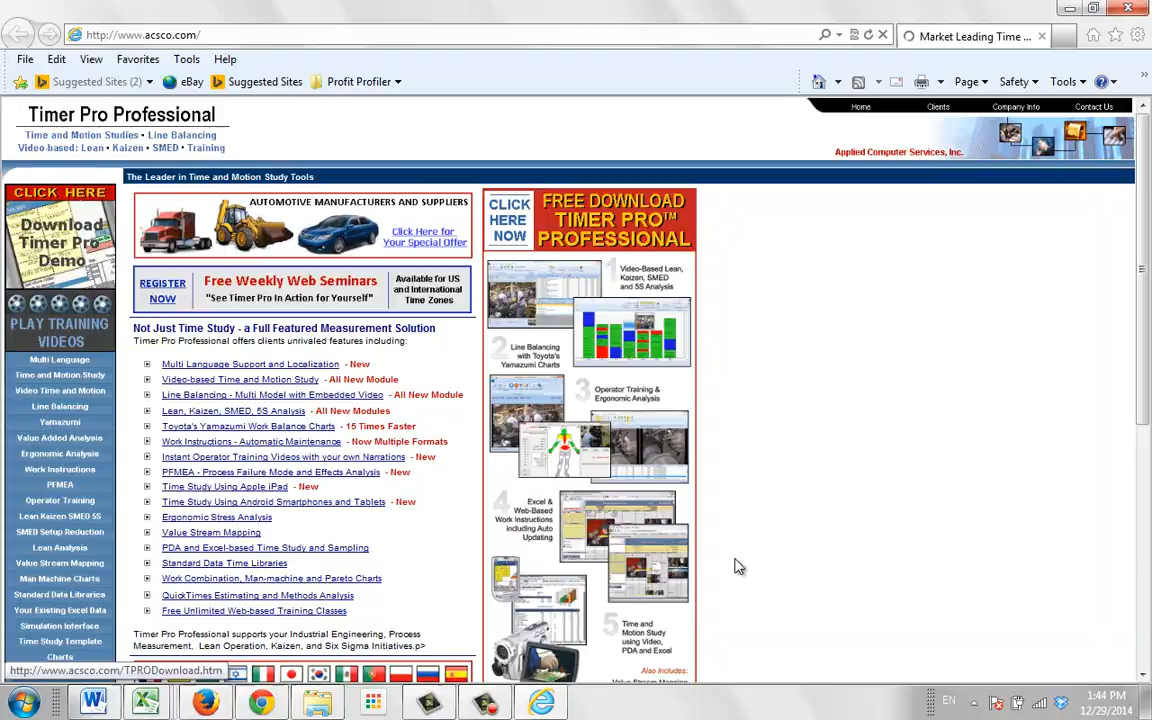 http://www.acsco.com/
Market Leading Time ...
File Edit View Favorites Tools Help
Suggested Sites (2) eBay Suggested Sites Profit Profiler
Page Safety Tools
Timer Pro Professional
Time and Motion Studies • Line Balancing
Video-based: Lean • Kaizen • SMED • Training
Home Clients Company Info Contact Us
Applied Computer Services, Inc.
The Leader in Time and Motion Study Tools
CLICK HERE
Download
Timer Pro
Demo
PLAY TRAINING
VIDEOS
Multi Language
Time and Motion Study
Video Time and Motion
Line Balancing
Yamazumi
Value Added Analysis
Ergonomic Analysis
Work Instructions
PFMEA
Operator Training
Lean Kaizen SMED 5S
SMED Setup Reduction
Lean Analysis
Value Stream Mapping
Man Machine Charts
Standard Data Libraries
Your Existing Excel Data
Simulation Interface
Time Study Template
Charts
AUTOMOTIVE MANUFACTURERS AND SUPPLIERS
Click Here for
Your Special Offer
REGISTER
NOW
Free Weekly Web Seminars
"See Timer Pro In Action for Yourself"
Available for US
and International
Time Zones
Not Just Time Study - a Full Featured Measurement Solution
Timer Pro Professional offers clients unrivaled features including:
Multi Language Support and Localization - New
Video-based Time and Motion Study - All New Module
Line Balancing - Multi Model with Embedded Video - All New Module
Lean, Kaizen, SMED, 5S Analysis - All New Modules
Toyota's Yamazumi Work Balance Charts - 15 Times Faster
Work Instructions - Automatic Maintenance - Now Multiple Formats
Instant Operator Training Videos with your own Narrations - New
PFMEA - Process Failure Mode and Effects Analysis - New
Time Study Using Apple iPad - New
Time Study Using Android Smartphones and Tablets - New
Ergonomic Stress Analysis
Value Stream Mapping
PDA and Excel-based Time Study and Sampling
Standard Data Time Libraries
Work Combination, Man-machine and Pareto Charts
QuickTimes Estimating and Methods Analysis
Free Unlimited Web-based Training Classes
Timer Pro Professional supports your Industrial Engineering, Process
Measurement, Lean Operation, Kaizen, and Six Sigma Initiatives.p>
CLICK
HERE
NOW
FREE DOWNLOAD
TIMER PRO™
PROFESSIONAL
1
Video-Based Lean,
Kaizen, SMED
and 5S Analysis
2
Line Balancing
with Toyota's
Yamazumi Charts
3
Operator Training &
Ergonomic Analysis
4
Excel &
Web-Based
Work Instructions
including Auto
Updating
5
Time and
Motion Study
using Video,
PDA and Excel
Also Includes:
Value Stream Mapping
http://www.acsco.com/TPRODownload.htm
EN
1:44 PM
12/29/2014